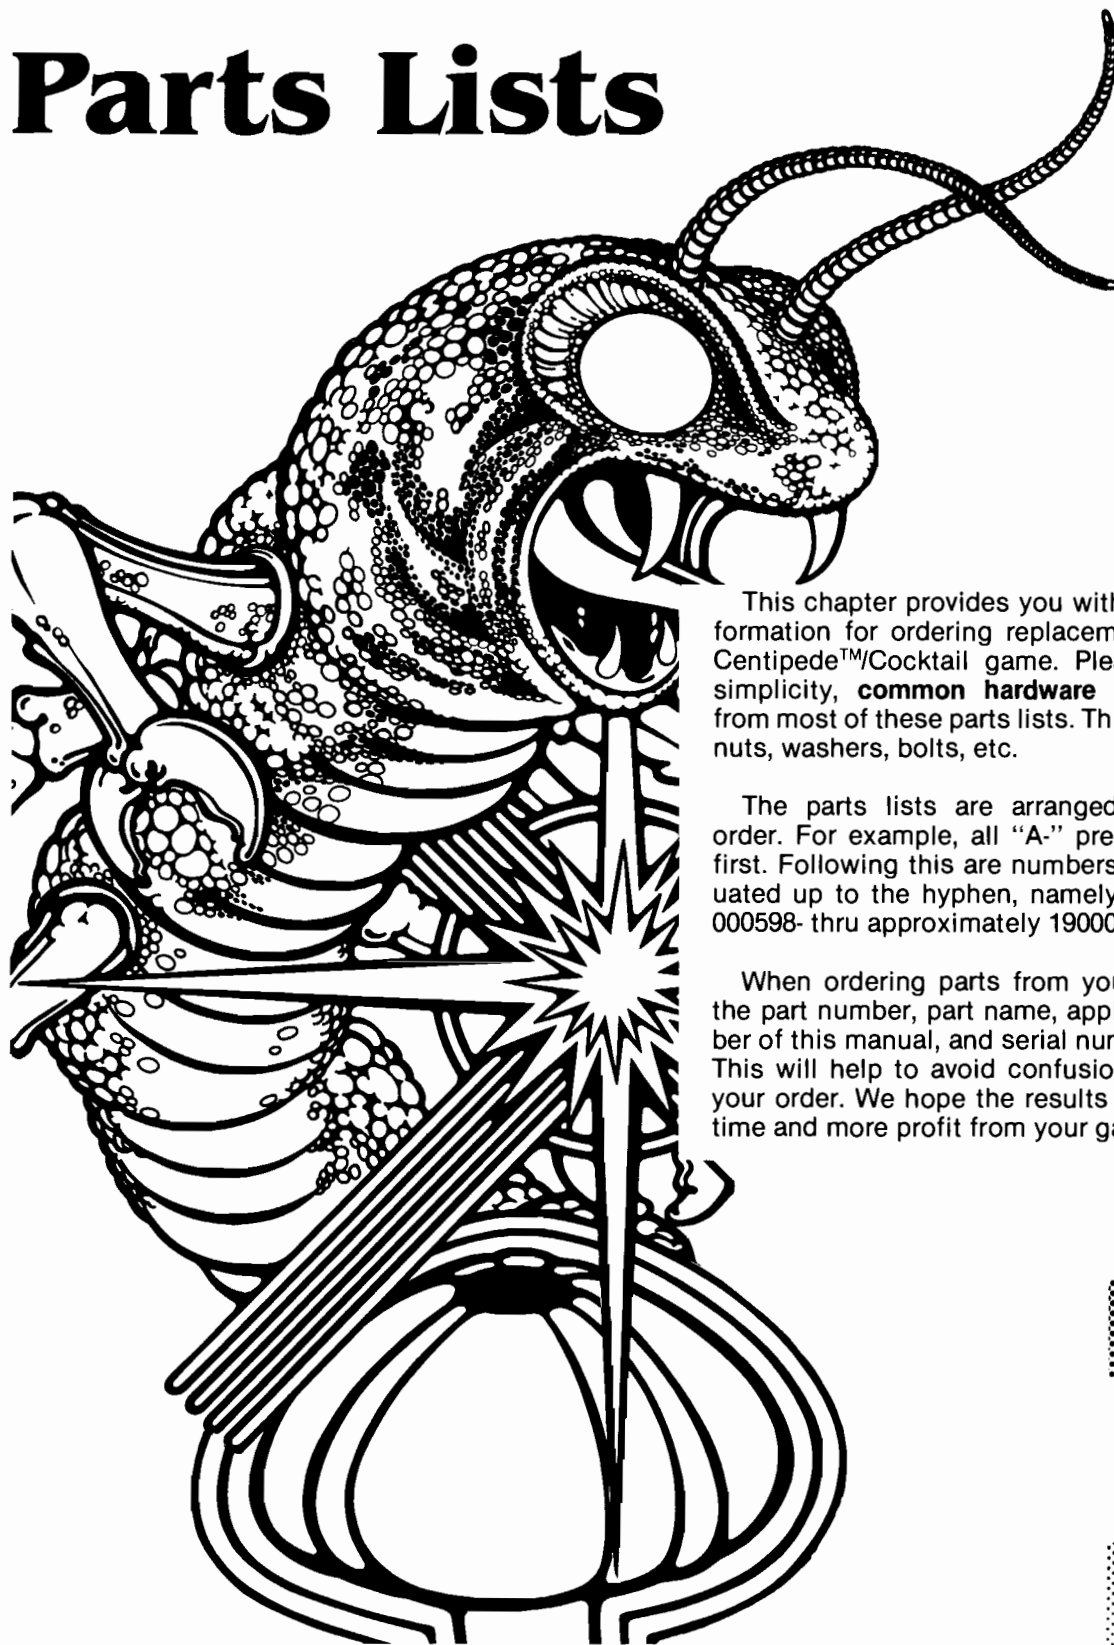 Parts Lists
This chapter provides you with
formation for ordering replacem
Centipede™/Cocktail game. Ple
simplicity, common hardware
from most of these parts lists. Th
nuts, washers, bolts, etc.
The parts lists are arranged
order. For example, all “A-” pre
first. Following this are numbers
uated up to the hyphen, namely
000598- thru approximately 19000
When ordering parts from you
the part number, part name, app
ber of this manual, and serial nur
This will help to avoid confusio
your order. We hope the results
time and more profit from your ga